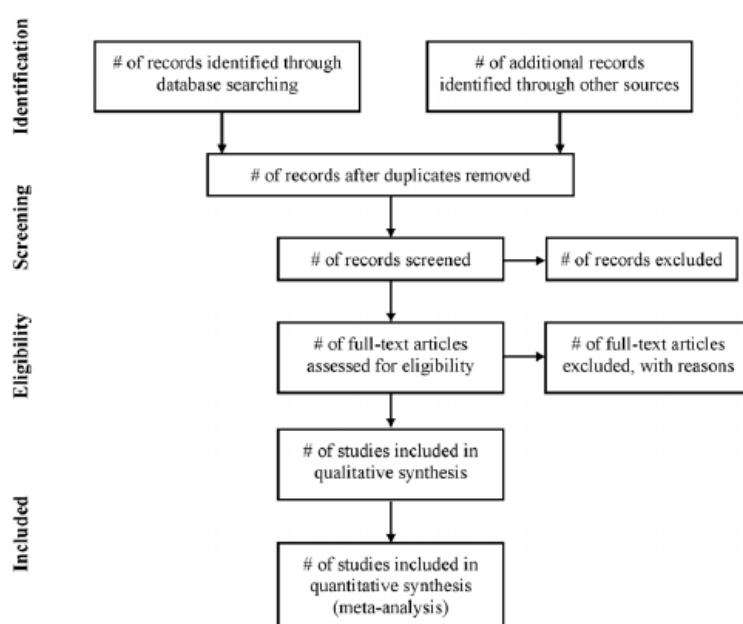 Identification
# of records identified through
database searching
# of additional records
identified through other sources
# of records after duplicates removed
Screening
# of records screened
# of records excluded
Eligibility
# of full-text articles
assessed for eligibility
# of full-text articles
excluded, with reasons
Included
# of studies included in
qualitative synthesis
# of studies included in
quantitative synthesis
(meta-analysis)